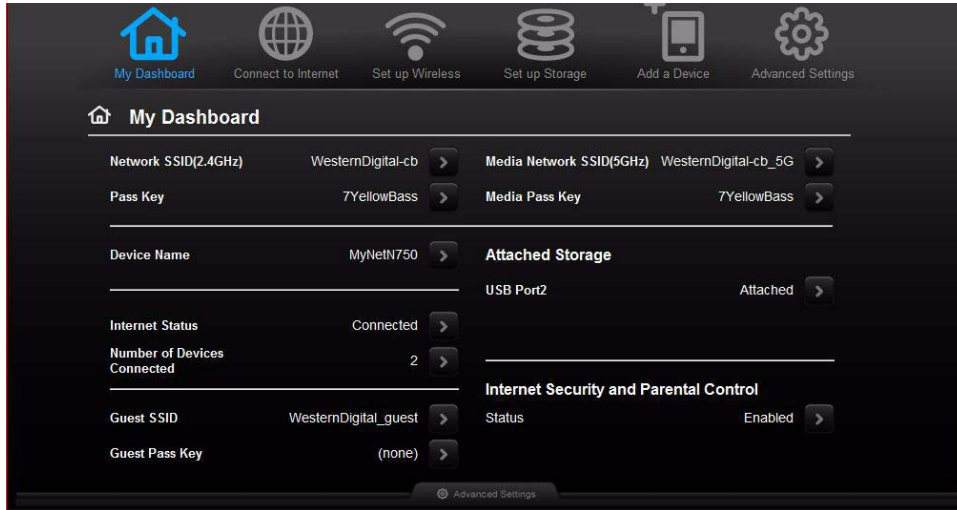 My Dashboard
Connect to Internet
Set up Wireless
Set up Storage
Add a Device
Advanced Settings
My Dashboard
Network SSID(2.4GHz) WesternDigital-cb
Pass Key 7YellowBass
Media Network SSID(5GHz) WesternDigital-cb_5G
Media Pass Key 7YellowBass
Device Name MyNetN750
Attached Storage
USB Port2 Attached
Internet Status Connected
Number of Devices
Connected 2
Internet Security and Parental Control
Status Enabled
Guest SSID WesternDigital_guest
Guest Pass Key (none)
Advanced Settings